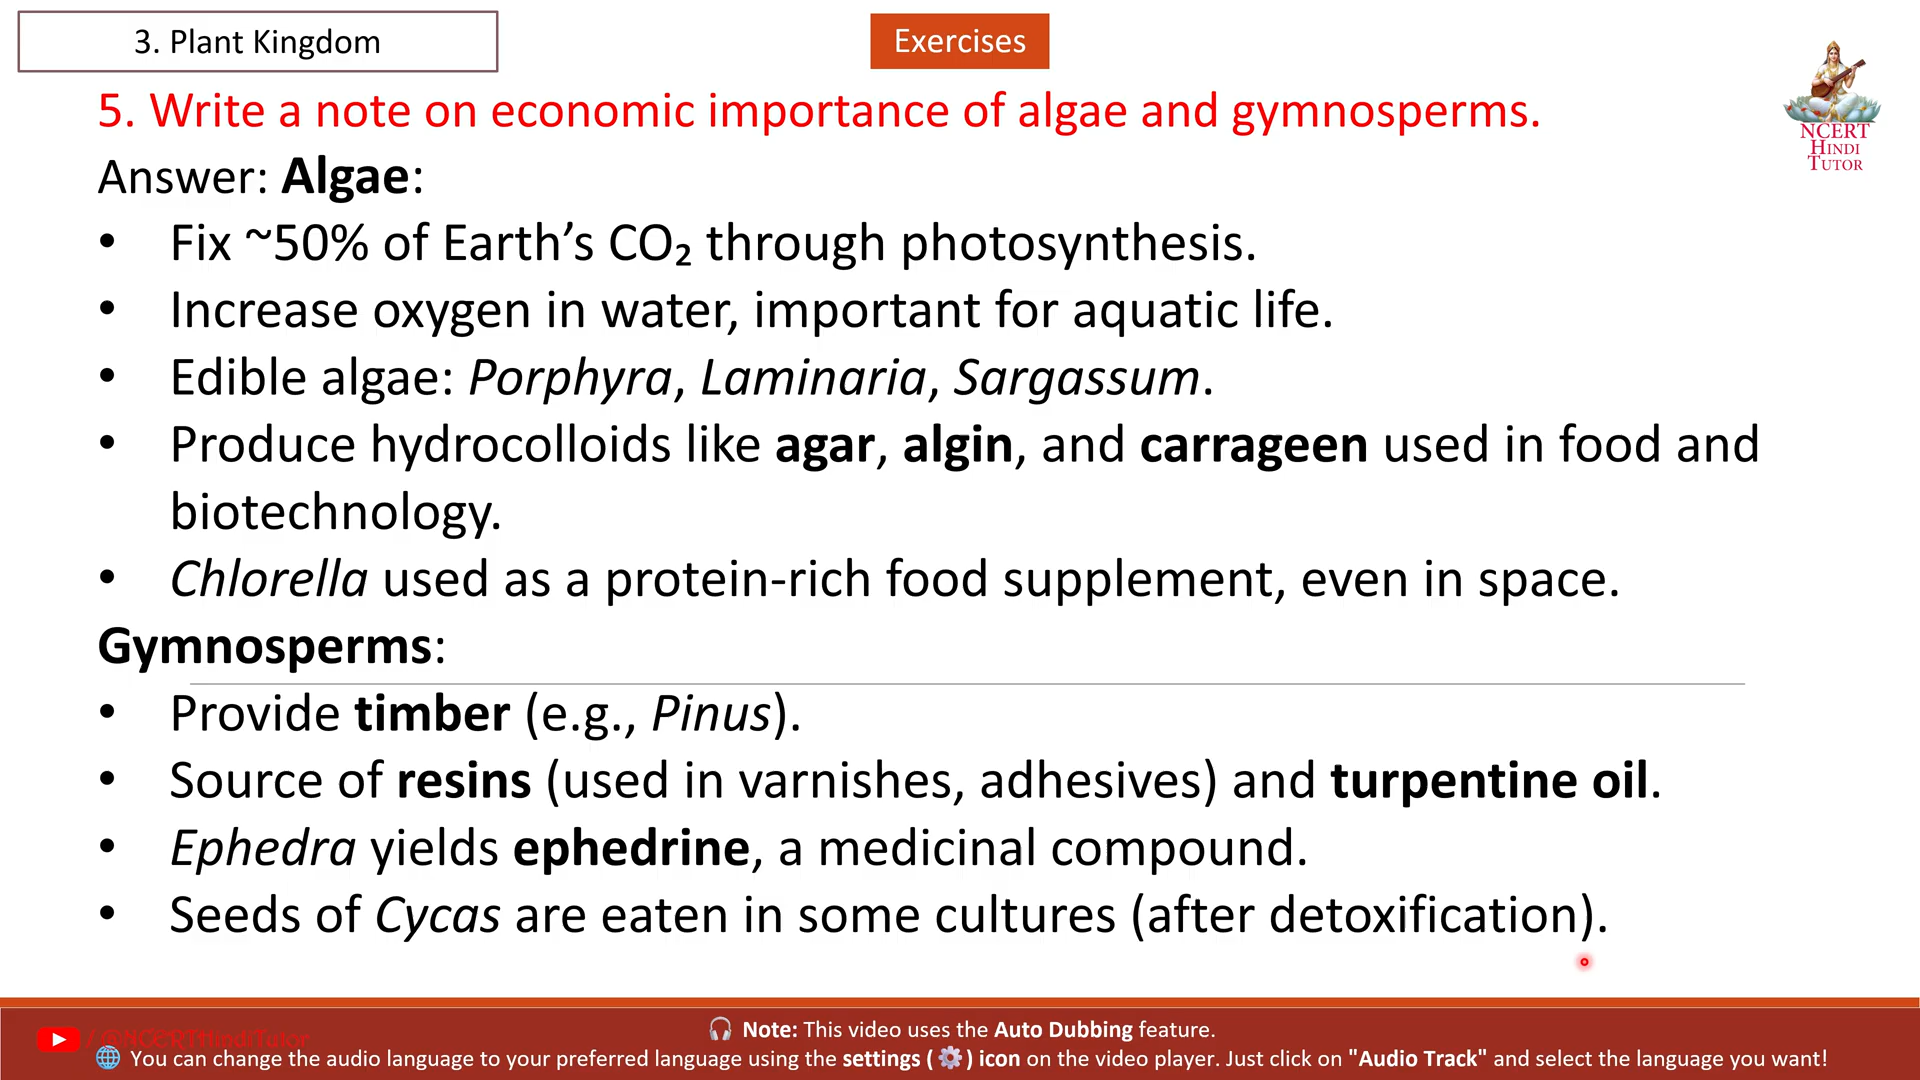 3. Plant Kingdom
Exercises
NCERT
HINDI
TUTOR
5. Write a note on economic importance of algae and gymnosperms.
Answer: Algae:
• Fix ~50% of Earth’s CO₂ through photosynthesis.
• Increase oxygen in water, important for aquatic life.
• Edible algae: Porphyra, Laminaria, Sargassum.
• Produce hydrocolloids like agar, algin, and carrageen used in food and
biotechnology.
• Chlorella used as a protein-rich food supplement, even in space.
Gymnosperms:
• Provide timber (e.g., Pinus).
• Source of resins (used in varnishes, adhesives) and turpentine oil.
• Ephedra yields ephedrine, a medicinal compound.
• Seeds of Cycas are eaten in some cultures (after detoxification).
/@NCERTHindiTutor
🎧 Note: This video uses the Auto Dubbing feature.
🌐 You can change the audio language to your preferred language using the settings (⚙️) icon on the video player. Just click on "Audio Track" and select the language you want!